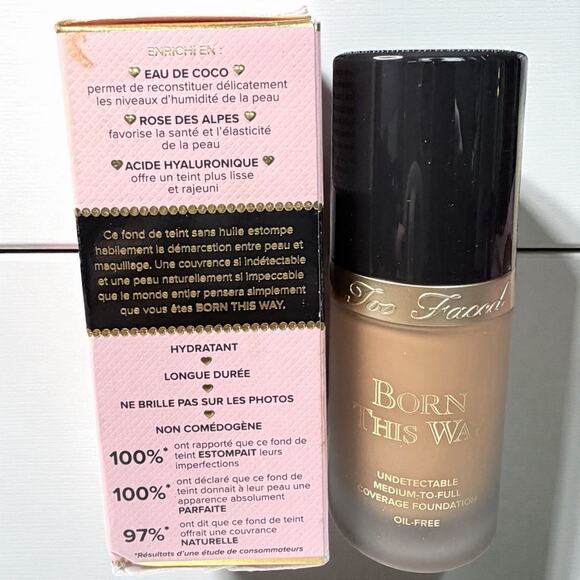 ENRICHI EN :
EAU DE COCO
permet de reconstituer délicatement
les niveaux d'humidité de la peau
ROSE DES ALPES
favorise la santé et l'élasticité
de la peau
ACIDE HYALURONIQUE
offre un teint plus lisse
et rajeuni
Ce fond de teint sans huile estompe
habilement la démarcation entre peau et
maquillage. Une couvrance si indétectable
et une peau naturellement si impeccable
que le monde entier pensera simplement
que vous êtes BORN THIS WAY.
HYDRATANT
LONGUE DURÉE
NE BRILLE PAS SUR LES PHOTOS
NON COMÉDOGÈNE
100%* ont rapporté que ce fond de
teint ESTOMPAIT leurs
imperfections
100%* ont déclaré que ce fond de
teint donnait à leur peau une
apparence absolument
PARFAITE
97%* ont dit que ce fond de teint
offrait une couvrance
NATURELLE
*Résultats d'une étude de consommateurs
Too Faced
BORN
THIS WAY
UNDETECTABLE
MEDIUM-TO-FULL
COVERAGE FOUNDATION
OIL-FREE